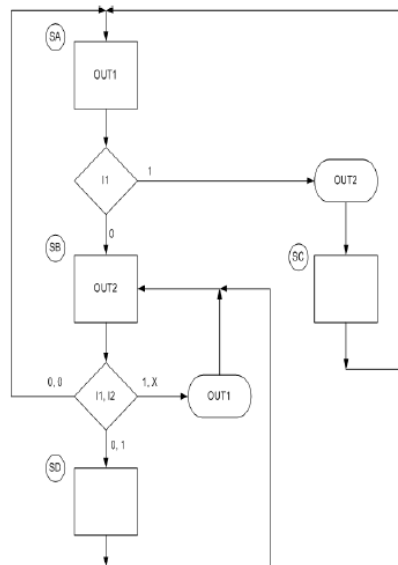 SA
OUT1
I1
1
OUT2
0
SB
OUT2
SC
0, 0
I1, I2
1, X
OUT1
0, 1
SD